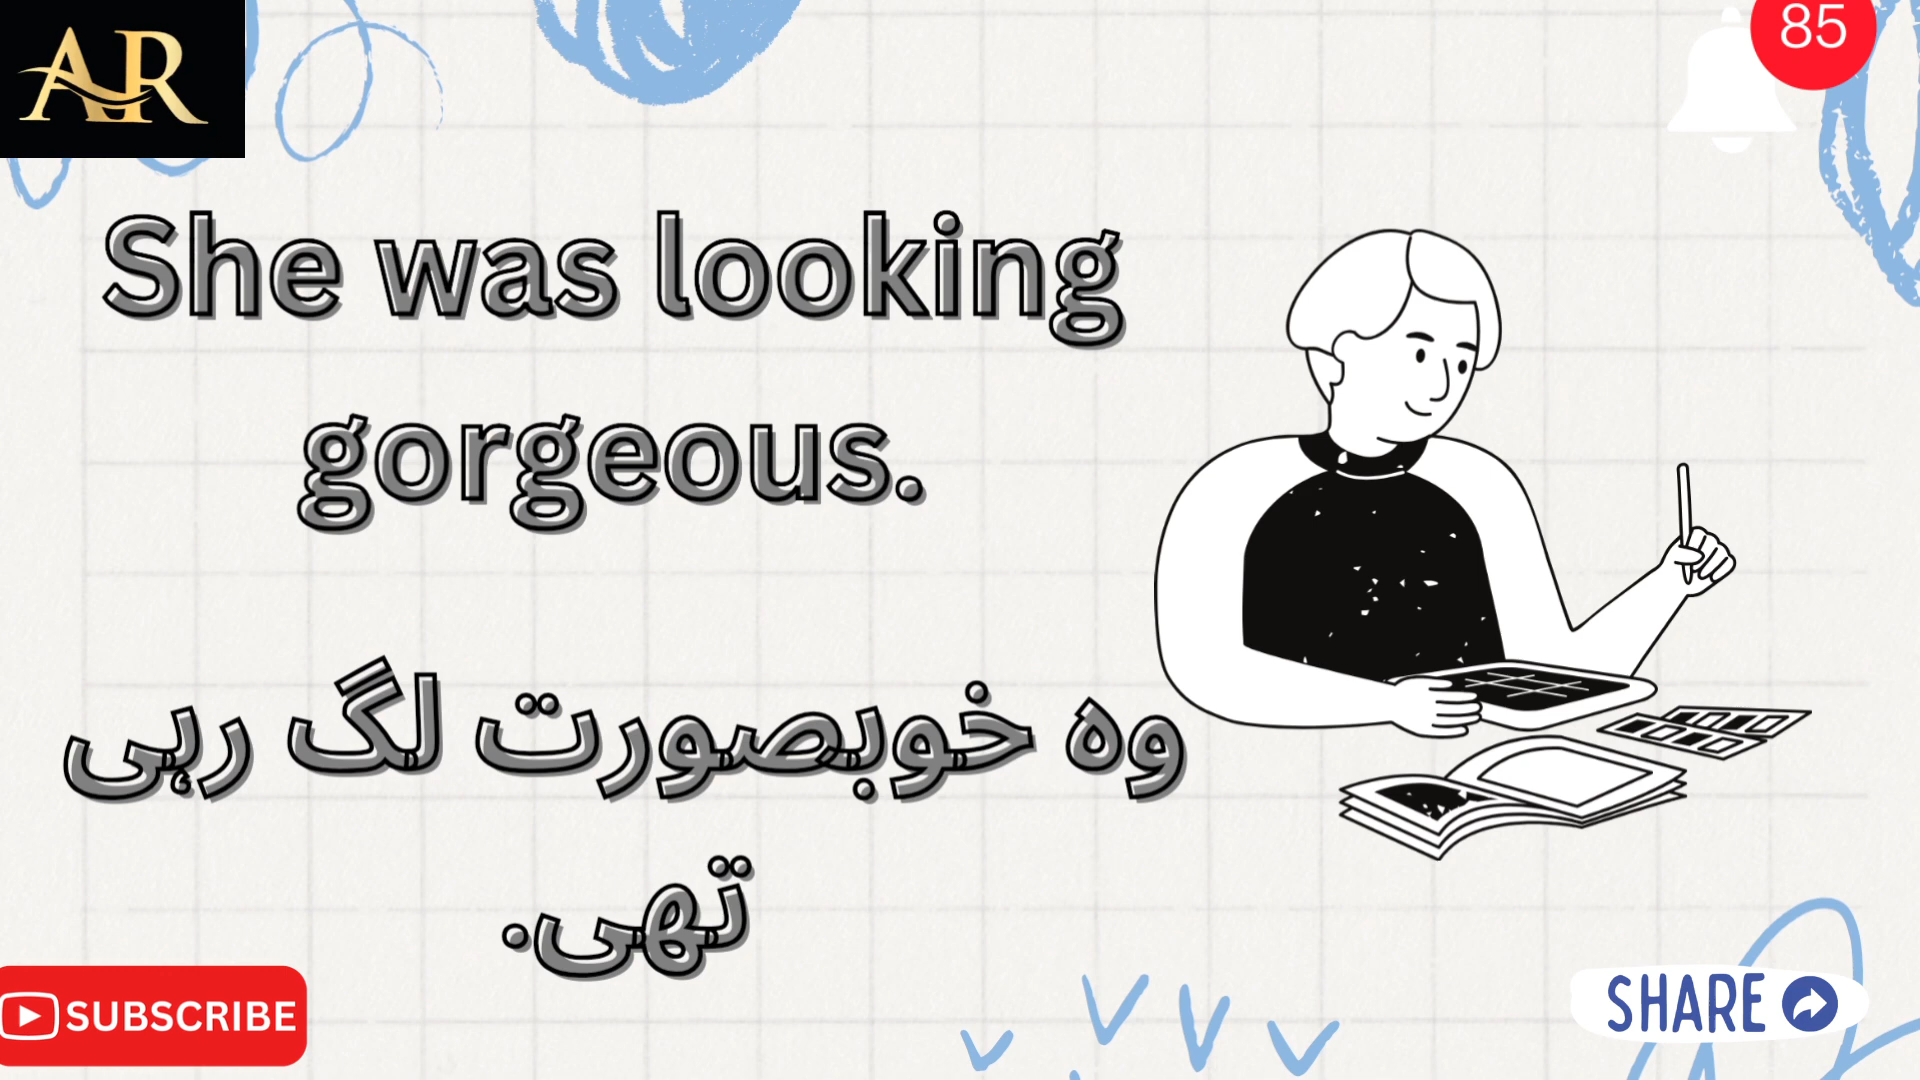 AR
85
She was looking
gorgeous.
وہ خوبصورت لگ رہی
تھی.
SUBSCRIBE
SHARE